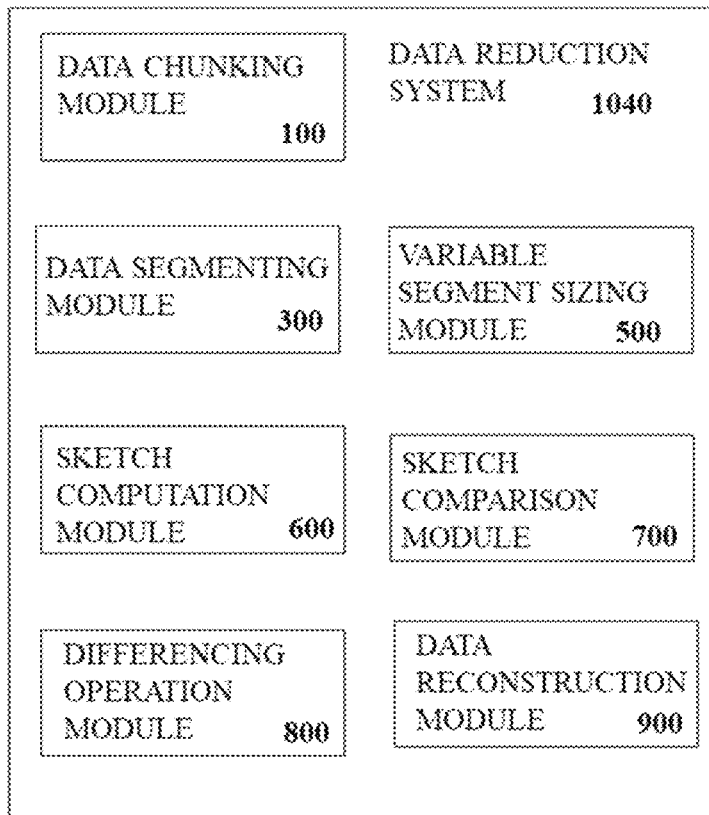 DATA CHUNKING
MODULE
100
DATA REDUCTION
SYSTEM 1040
DATA SEGMENTING
MODULE 300
VARIABLE
SEGMENT SIZING
MODULE 500
SKETCH
COMPUTATION
MODULE 600
SKETCH
COMPARISON
MODULE 700
DIFFERENCING
OPERATION
MODULE 800
DATA
RECONSTRUCTION
MODULE 900